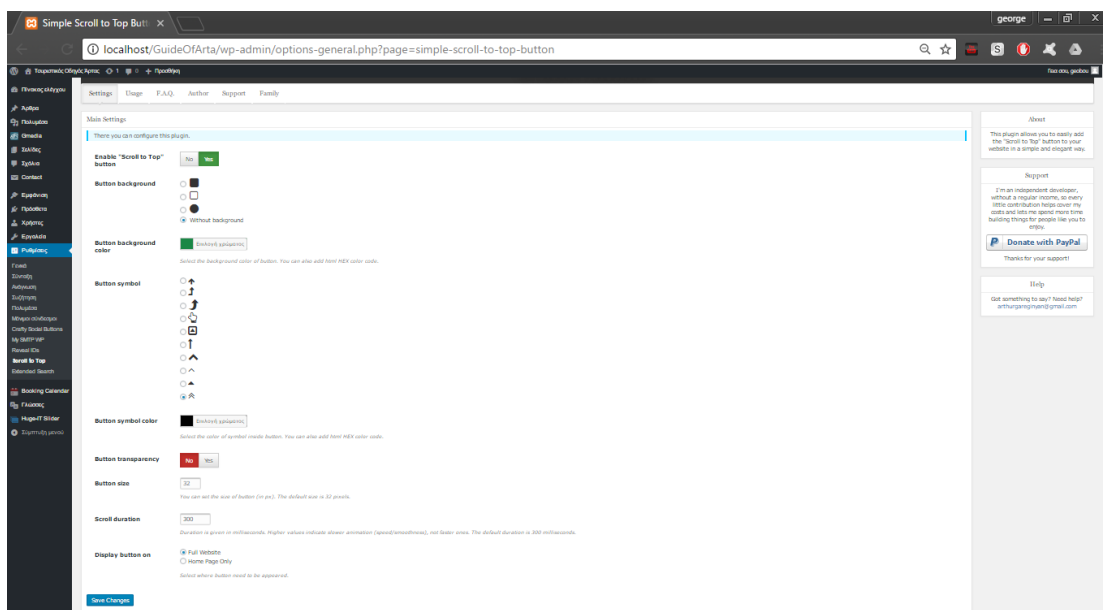 Simple Scroll to Top Butt
george
localhost/GuideOfArta/wp-admin/options-general.php?page=simple-scroll-to-top-button
Τουριστικός Οδηγός Άρτας 1 0 Προσθήκη
Γεια σου, geobou
Πίνακας ελέγχου
Άρθρα
Πολυμέσα
Gmedia
Σελίδες
Σχόλια
Contact
Εμφάνιση
Πρόσθετα
Χρήστες
Εργαλεία
Ρυθμίσεις
Γενικά
Σύνταξη
Ανάγνωση
Συζήτηση
Πολυμέσα
Μόνιμοι σύνδεσμοι
Crafty Social Buttons
My SMTP WP
Reveal IDs
Scroll to Top
Extended Search
Booking Calendar
Γλώσσες
Huge-IT Slider
Σύμπτυξη μενού
Settings Usage F.A.Q. Author Support Family
Main Settings
There you can configure this plugin.
Enable "Scroll to Top"
button
No Yes
Button background
Without background
Button background
color
Επιλογή χρώματος
Select the background color of button. You can also add html HEX color code.
Button symbol
Button symbol color
Επιλογή χρώματος
Select the color of symbol inside button. You can also add html HEX color code.
Button transparency
No Yes
Button size
32
You can set the size of button (in px). The default size is 32 pixels.
Scroll duration
300
Duration is given in milliseconds. Higher values indicate slower animation (speed/smoothness), not faster ones. The default duration is 300 milliseconds.
Display button on
Full Website
Home Page Only
Select where button need to be appeared.
Save Changes
About
This plugin allows you to easily add
the "Scroll to Top" button to your
website in a simple and elegant way.
Support
I'm an independent developer,
without a regular income, so every
little contribution helps cover my
costs and lets me spend more time
building things for people like you to
enjoy.
Donate with PayPal
Thanks for your support!
Help
Got something to say? Need help?
arthurgareginyan@gmail.com